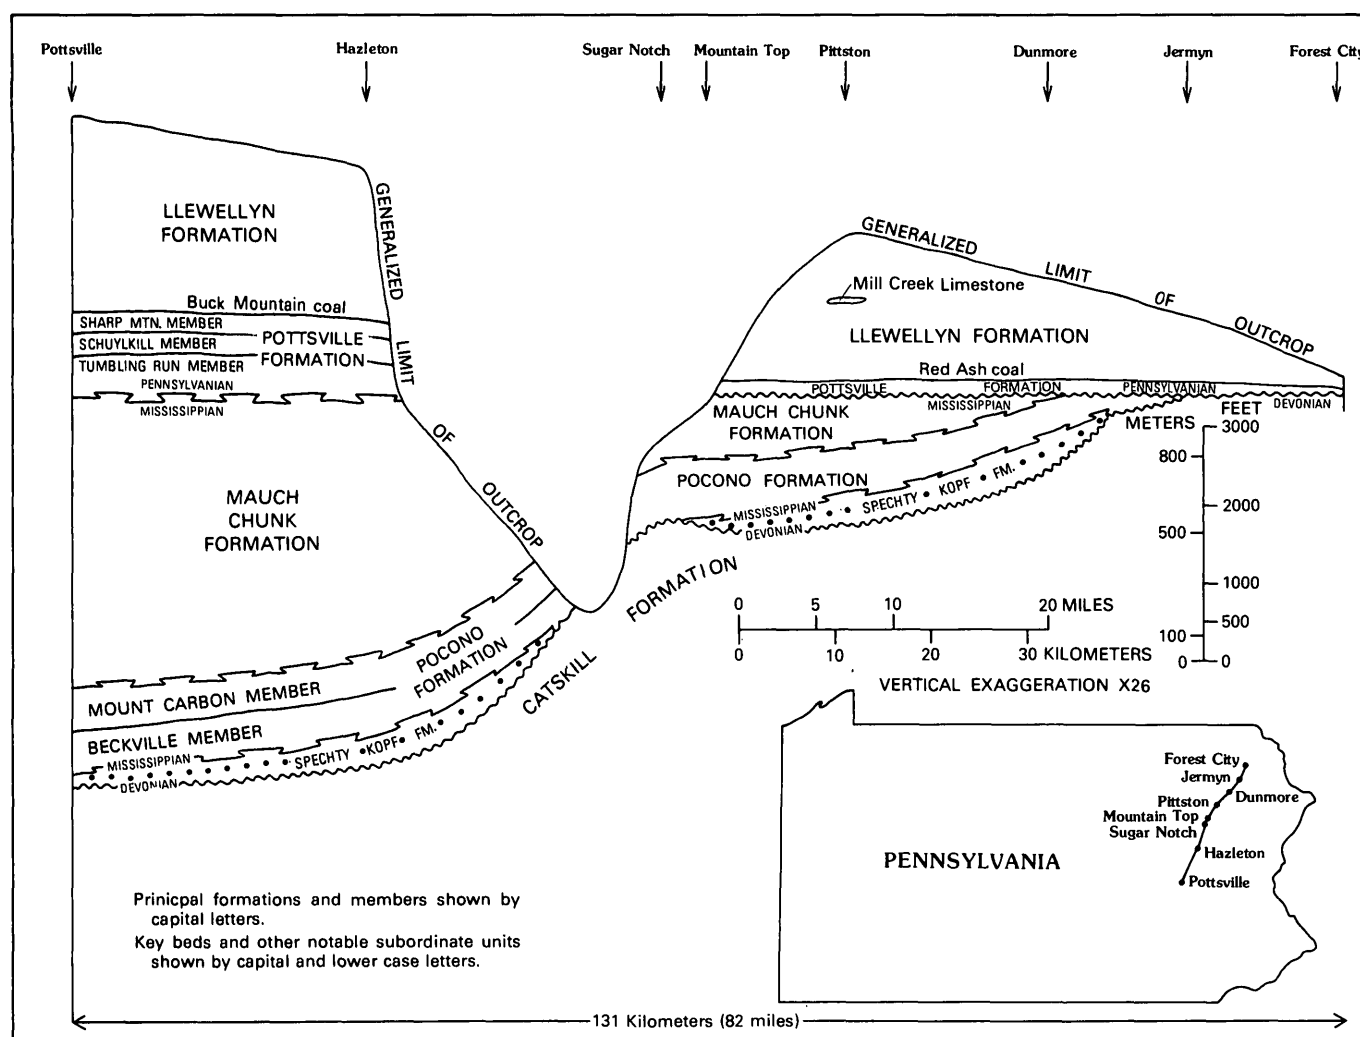 Pottsville
Hazleton
Sugar Notch
Mountain Top
Pittston
Dunmore
Jermyn
Forest City
LLEWELLYN
FORMATION
GENERALIZED
LIMIT
OF
OUTCROP
Buck Mountain coal
SHARP MTN. MEMBER
SCHUYLKILL MEMBER
TUMBLING RUN MEMBER
POTTSVILLE
FORMATION
PENNSYLVANIAN
MISSISSIPPIAN
MAUCH
CHUNK
FORMATION
POCONO
FORMATION
MOUNT CARBON MEMBER
BECKVILLE MEMBER
MISSISSIPPIAN
DEVONIAN
SPECHTY KOPF FM.
CATSKILL FORMATION
GENERALIZED
LIMIT
OF
OUTCROP
Mill Creek Limestone
LLEWELLYN FORMATION
Red Ash coal
POTTSVILLE FORMATION
PENNSYLVANIAN
MISSISSIPPIAN
DEVONIAN
MAUCH CHUNK
FORMATION
POCONO FORMATION
MISSISSIPPIAN
DEVONIAN
SPECHTY KOPF FM.
METERS
FEET
3000
800
2000
500
1000
500
100
100
0
0
0 5 10 20 MILES
0 10 20 30 KILOMETERS
VERTICAL EXAGGERATION X26
Forest City
Jermyn
Dunmore
Pittston
Mountain Top
Sugar Notch
Hazleton
Pottsville
PENNSYLVANIA
Prinicpal formations and members shown by
capital letters.
Key beds and other notable subordinate units
shown by capital and lower case letters.
131 Kilometers (82 miles)